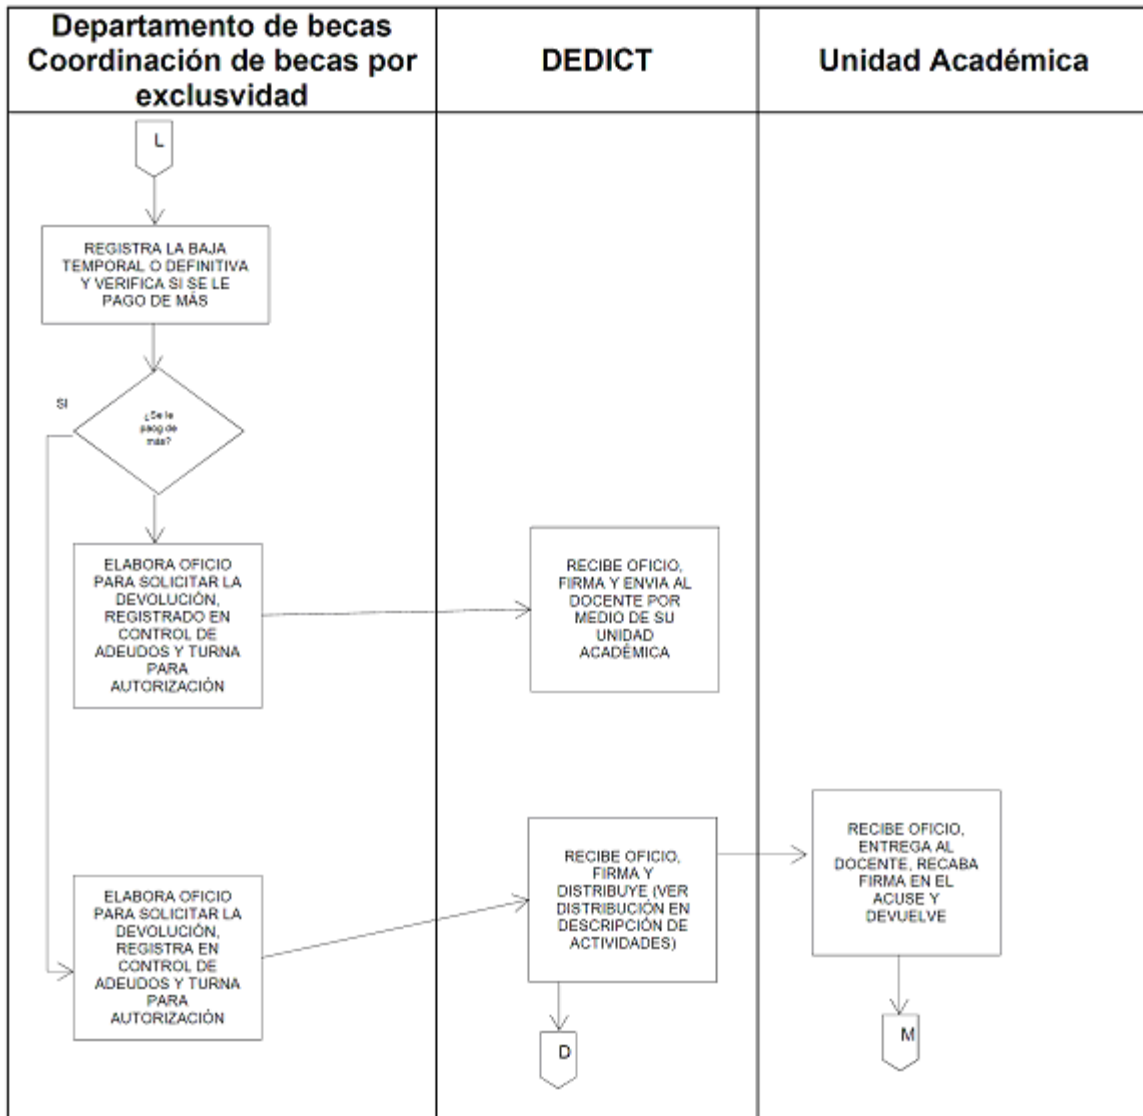 Departamento de becas
Coordinación de becas por
exclusvidad
DEDICT
Unidad Académica
L
REGISTRA LA BAJA
TEMPORAL O DEFINITIVA
Y VERIFICA SI SE LE
PAGO DE MÁS
SI
¿Se le
paog de
más?
ELABORA OFICIO
PARA SOLICITAR LA
DEVOLUCIÓN,
REGISTRADO EN
CONTROL DE
ADEUDOS Y TURNA
PARA
AUTORIZACIÓN
RECIBE OFICIO,
FIRMA Y ENVIA AL
DOCENTE POR
MEDIO DE SU
UNIDAD
ACADÉMICA
ELABORA OFICIO
PARA SOLICITAR LA
DEVOLUCIÓN,
REGISTRA EN
CONTROL DE
ADEUDOS Y TURNA
PARA
AUTORIZACIÓN
RECIBE OFICIO,
FIRMA Y
DISTRIBUYE (VER
DISTRIBUCIÓN EN
DESCRIPCIÓN DE
ACTIVIDADES)
RECIBE OFICIO,
ENTREGA AL
DOCENTE, RECABA
FIRMA EN EL
ACUSE Y
DEVUELVE
D
M